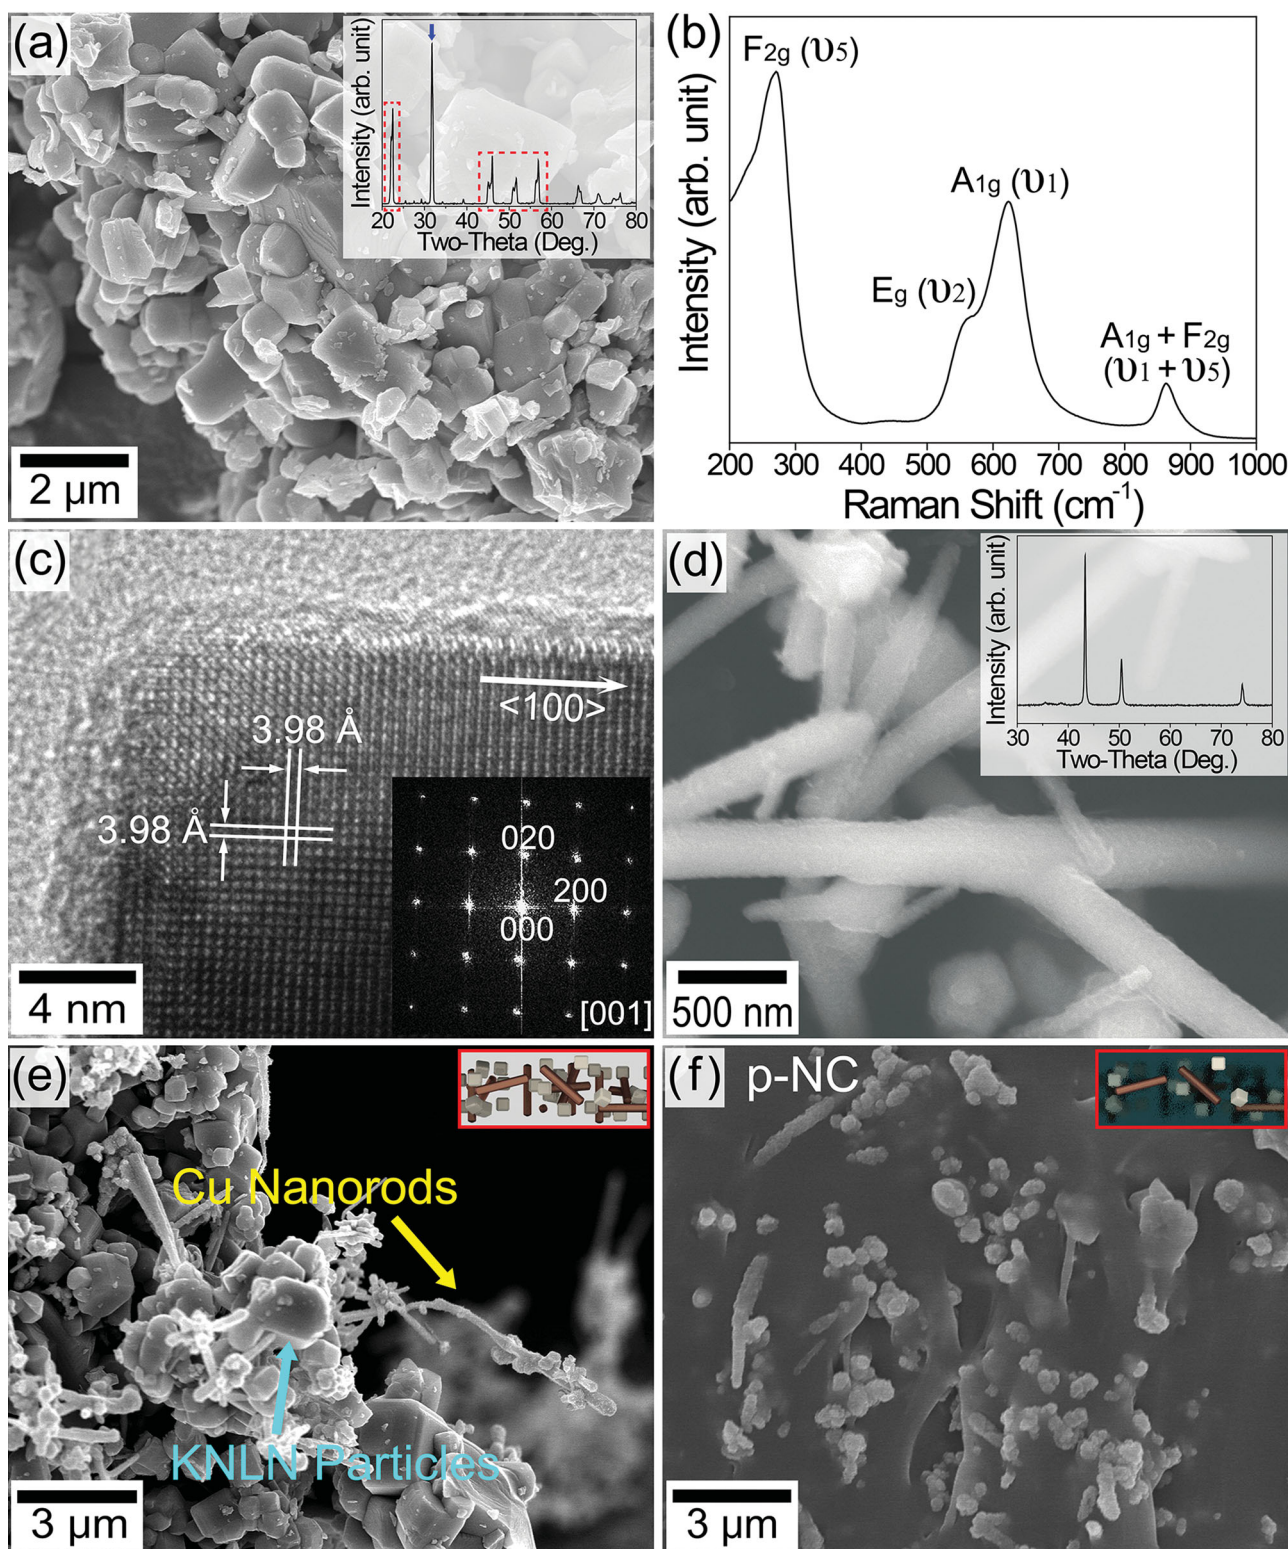 (a)
Intensity (arb. unit)
20 30 40 50 60 70 80
Two-Theta (Deg.)
2 μm
(b)
Intensity (arb. unit)
F2g (υ5)
Eg (υ2)
A1g (υ1)
A1g + F2g
(υ1 + υ5)
200 300 400 500 600 700 800 900 1000
Raman Shift (cm-1)
(c)
<100>
3.98 Å
3.98 Å
020
200
000
[001]
4 nm
(d)
Intensity (arb. unit)
30 40 50 60 70 80
Two-Theta (Deg.)
500 nm
(e)
Cu Nanorods
KNLN Particles
3 μm
(f) p-NC
3 μm